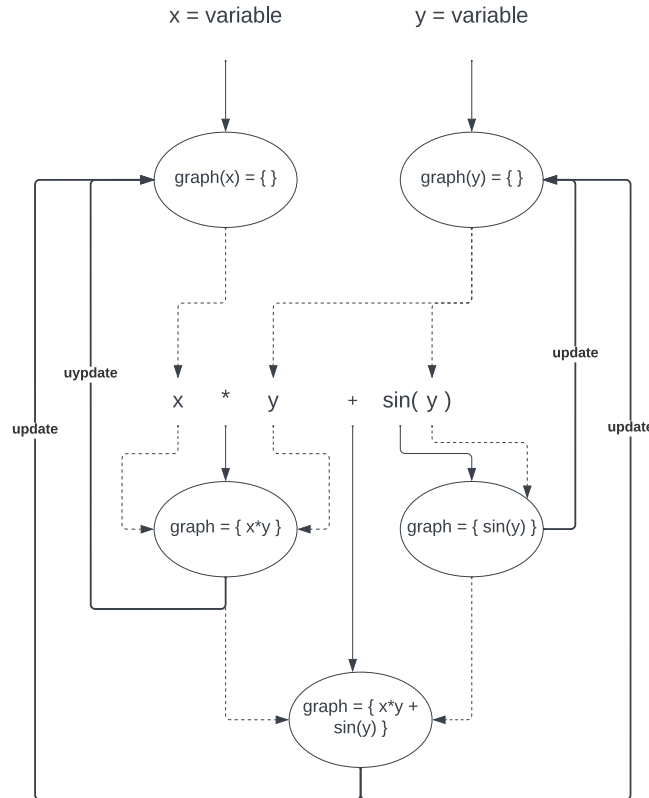 x = variable
y = variable
graph(x) = { }
graph(y) = { }
update
uypdate
x * y + sin( y )
update
update
graph = { x*y }
graph = { sin(y) }
graph = { x*y +
sin(y) }